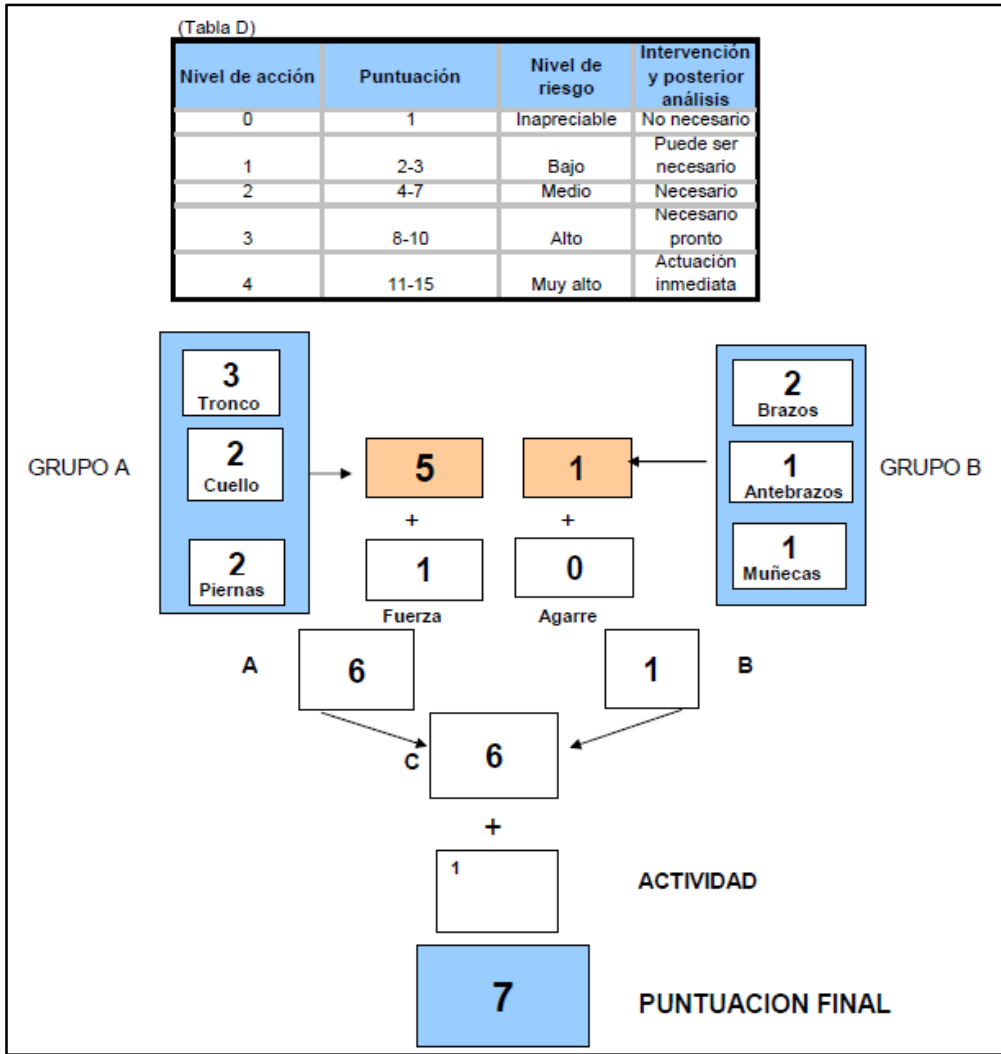 (Tabla D)
Nivel de acción Puntuación Nivel de riesgo Intervención y posterior análisis
0 1 Inapreciable No necesario
1 2-3 Bajo Puede ser necesario
2 4-7 Medio Necesario
3 8-10 Alto Necesario pronto
4 11-15 Muy alto Actuación inmediata
GRUPO A
3
Tronco
2
Cuello
2
Piernas
5
+
1
Fuerza
1
+
0
Agarre
GRUPO B
2
Brazos
1
Antebrazos
1
Muñecas
A
6
1
B
C
6
+
1
ACTIVIDAD
7
PUNTUACION FINAL